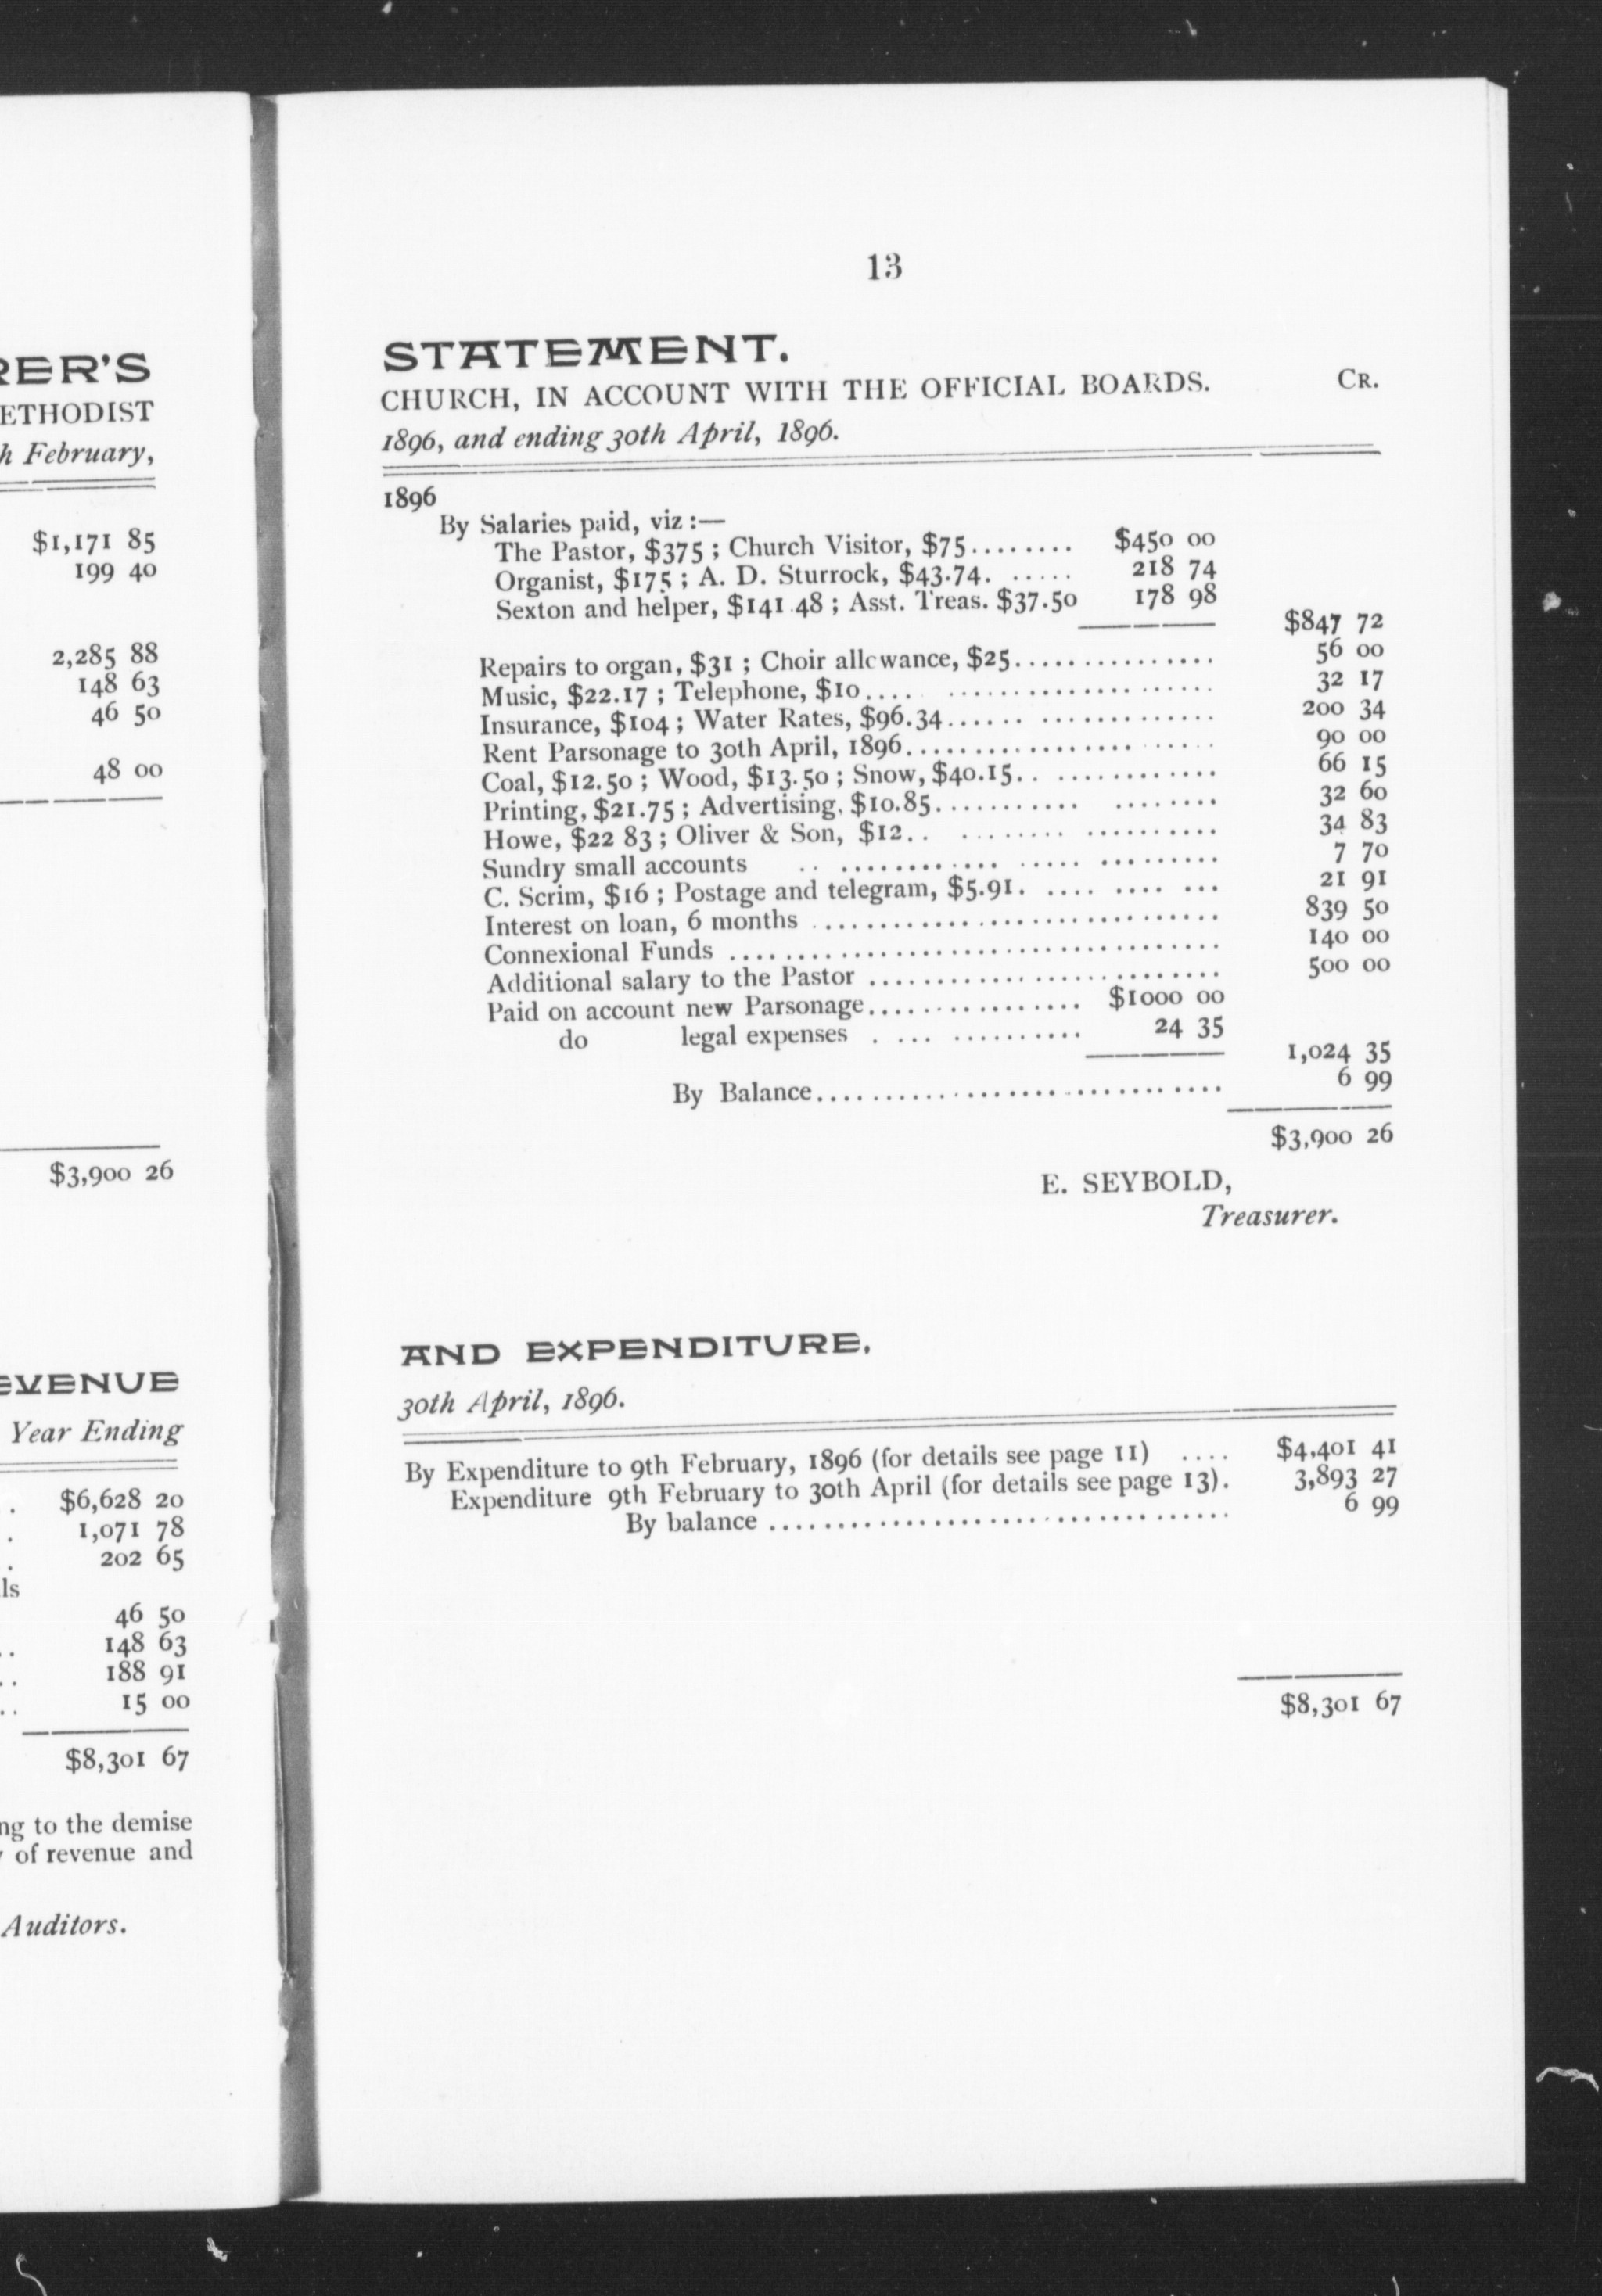 RER'S
ETHODIST
h February,
$1,171 85
199 40
2,285 88
148 63
46 50
48 00
$3,900 26
EVENUE
Year Ending
. $6,628 20
. 1,071 78
. 202 65
ls
46 50
.. 148 63
.. 188 91
.. 15 00
$8,301 67
ng to the demise
of revenue and
Auditors.
13
STATEMENT.
CHURCH, IN ACCOUNT WITH THE OFFICIAL BOARDS. CR.
1896, and ending 30th April, 1896.
1896
By Salaries paid, viz :—
The Pastor, $375 ; Church Visitor, $75........ $450 00
Organist, $175 ; A. D. Sturrock, $43.74. ..... 218 74
Sexton and helper, $141.48 ; Asst. Treas. $37.50 178 98
$847 72
Repairs to organ, $31 ; Choir allowance, $25............... 56 00
Music, $22.17 ; Telephone, $10.... .................... 32 17
Insurance, $104 ; Water Rates, $96.34...... ............. 200 34
Rent Parsonage to 30th April, 1896....................... 90 00
Coal, $12.50 ; Wood, $13.50 ; Snow, $40.15. . ............ 66 15
Printing, $21.75 ; Advertising, $10.85........... ........ 32 60
Howe, $22 83 ; Oliver & Son, $12. . ........ .......... 34 83
Sundry small accounts .. ............ ..... ......... 7 70
C. Scrim, $16 ; Postage and telegram, $5.91. .... .... ... 21 91
Interest on loan, 6 months .............................. 839 50
Connexional Funds .................................... 140 00
Additional salary to the Pastor .......................... 500 00
Paid on account new Parsonage................ $1000 00
do legal expenses . ... .......... 24 35
1,024 35
By Balance.............................. 6 99
$3,900 26
E. SEYBOLD,
Treasurer.
AND EXPENDITURE.
30th April, 1896.
By Expenditure to 9th February, 1896 (for details see page 11) .... $4,401 41
Expenditure 9th February to 30th April (for details see page 13). 3,893 27
By balance .................................. 6 99
$8,301 67